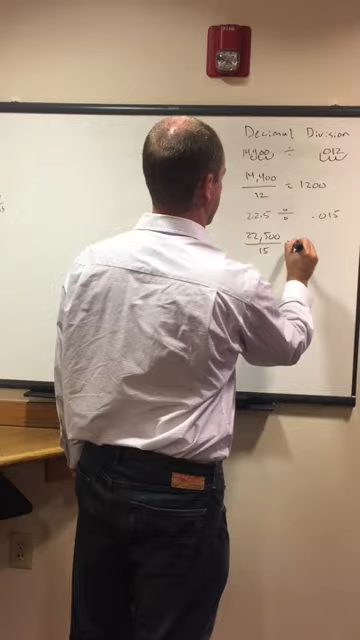 Decimal Division
14,400 ÷ .012
14,400
12
= 1200
22.5 ÷ .015
22,500
15